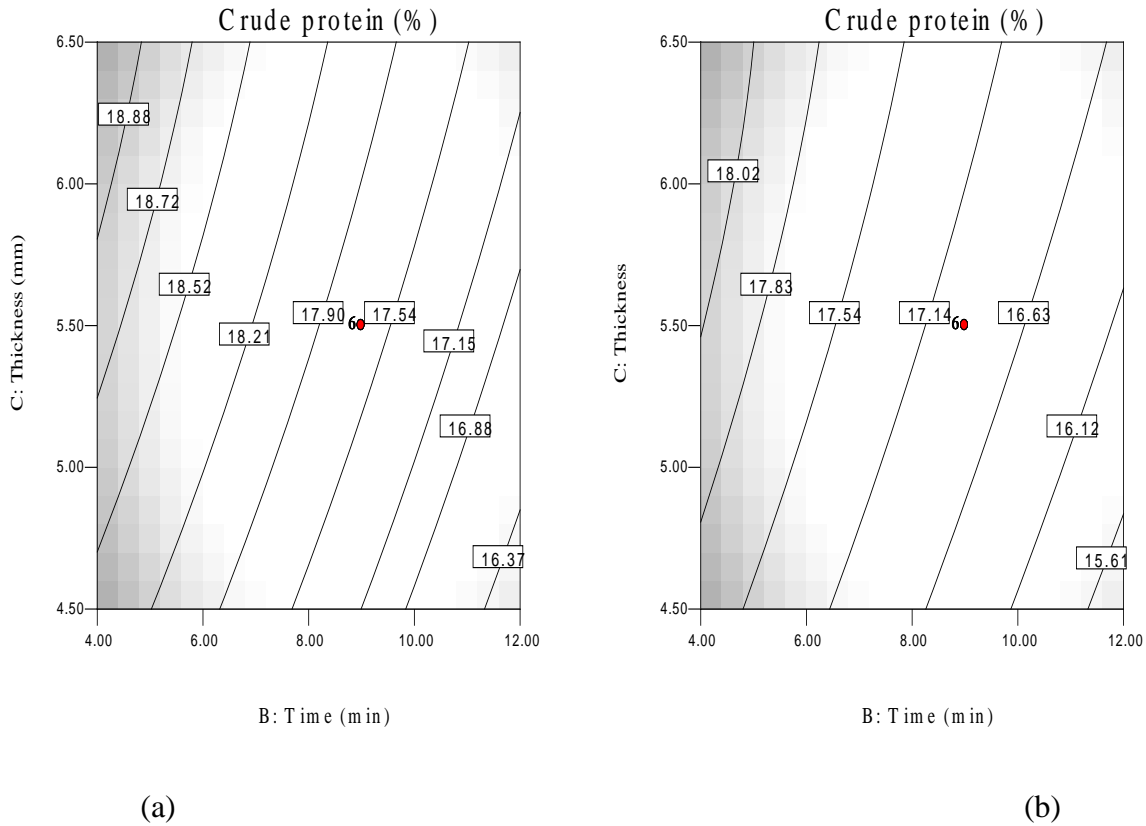 Crude protein (%)
6.50
6.00
5.50
5.00
4.50
C: Thickness (mm)
18.88
18.72
18.52
18.21
17.90
17.54
6
17.15
16.88
16.37
4.00 6.00 8.00 10.00 12.00
B: Time (min)
(a)
Crude protein (%)
6.50
6.00
5.50
5.00
4.50
C: Thickness
18.02
17.83
17.54
17.14
6
16.63
16.12
15.61
4.00 6.00 8.00 10.00 12.00
B: Time (min)
(b)